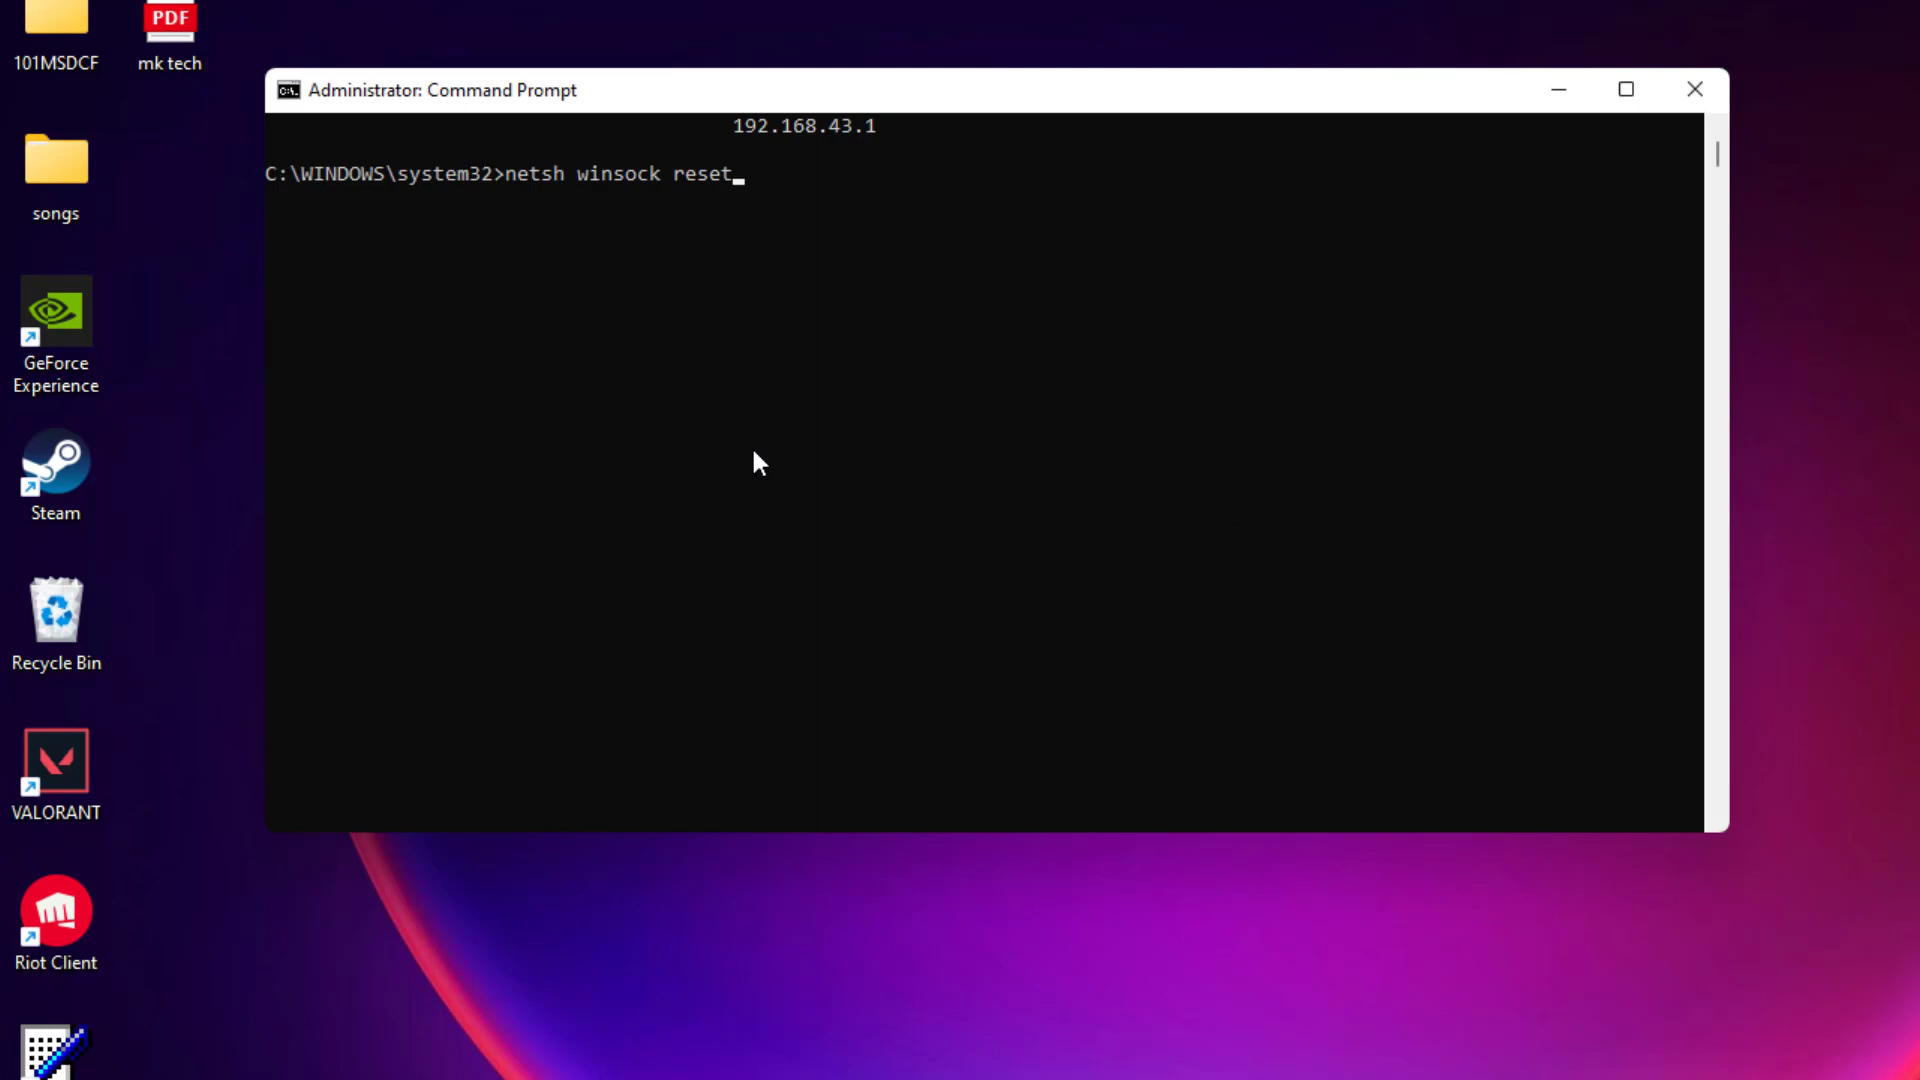 PDF
101MSDCF
mk tech
Administrator: Command Prompt
192.168.43.1
C:\WINDOWS\system32>netsh winsock reset
songs
GeForce
Experience
Steam
Recycle Bin
VALORANT
Riot Client